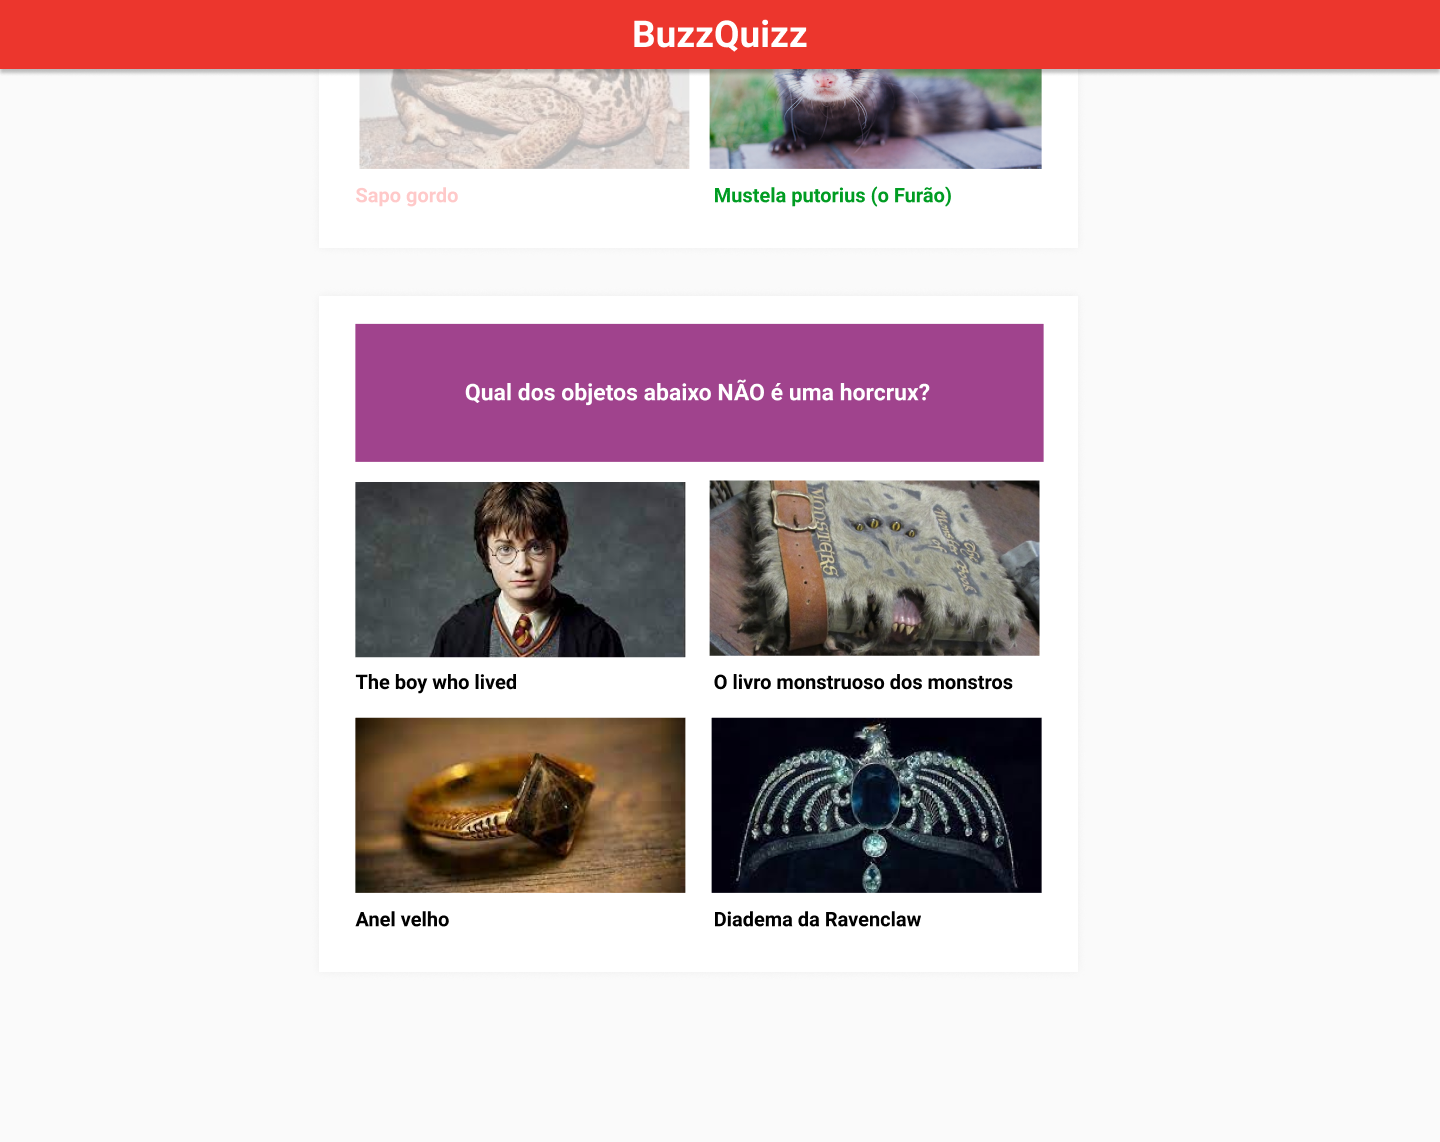 BuzzQuizz
Sapo gordo
Mustela putorius (o Furão)
Qual dos objetos abaixo NÃO é uma horcrux?
MONSTERS
The boy who lived
O livro monstruoso dos monstros
Anel velho
Diadema da Ravenclaw